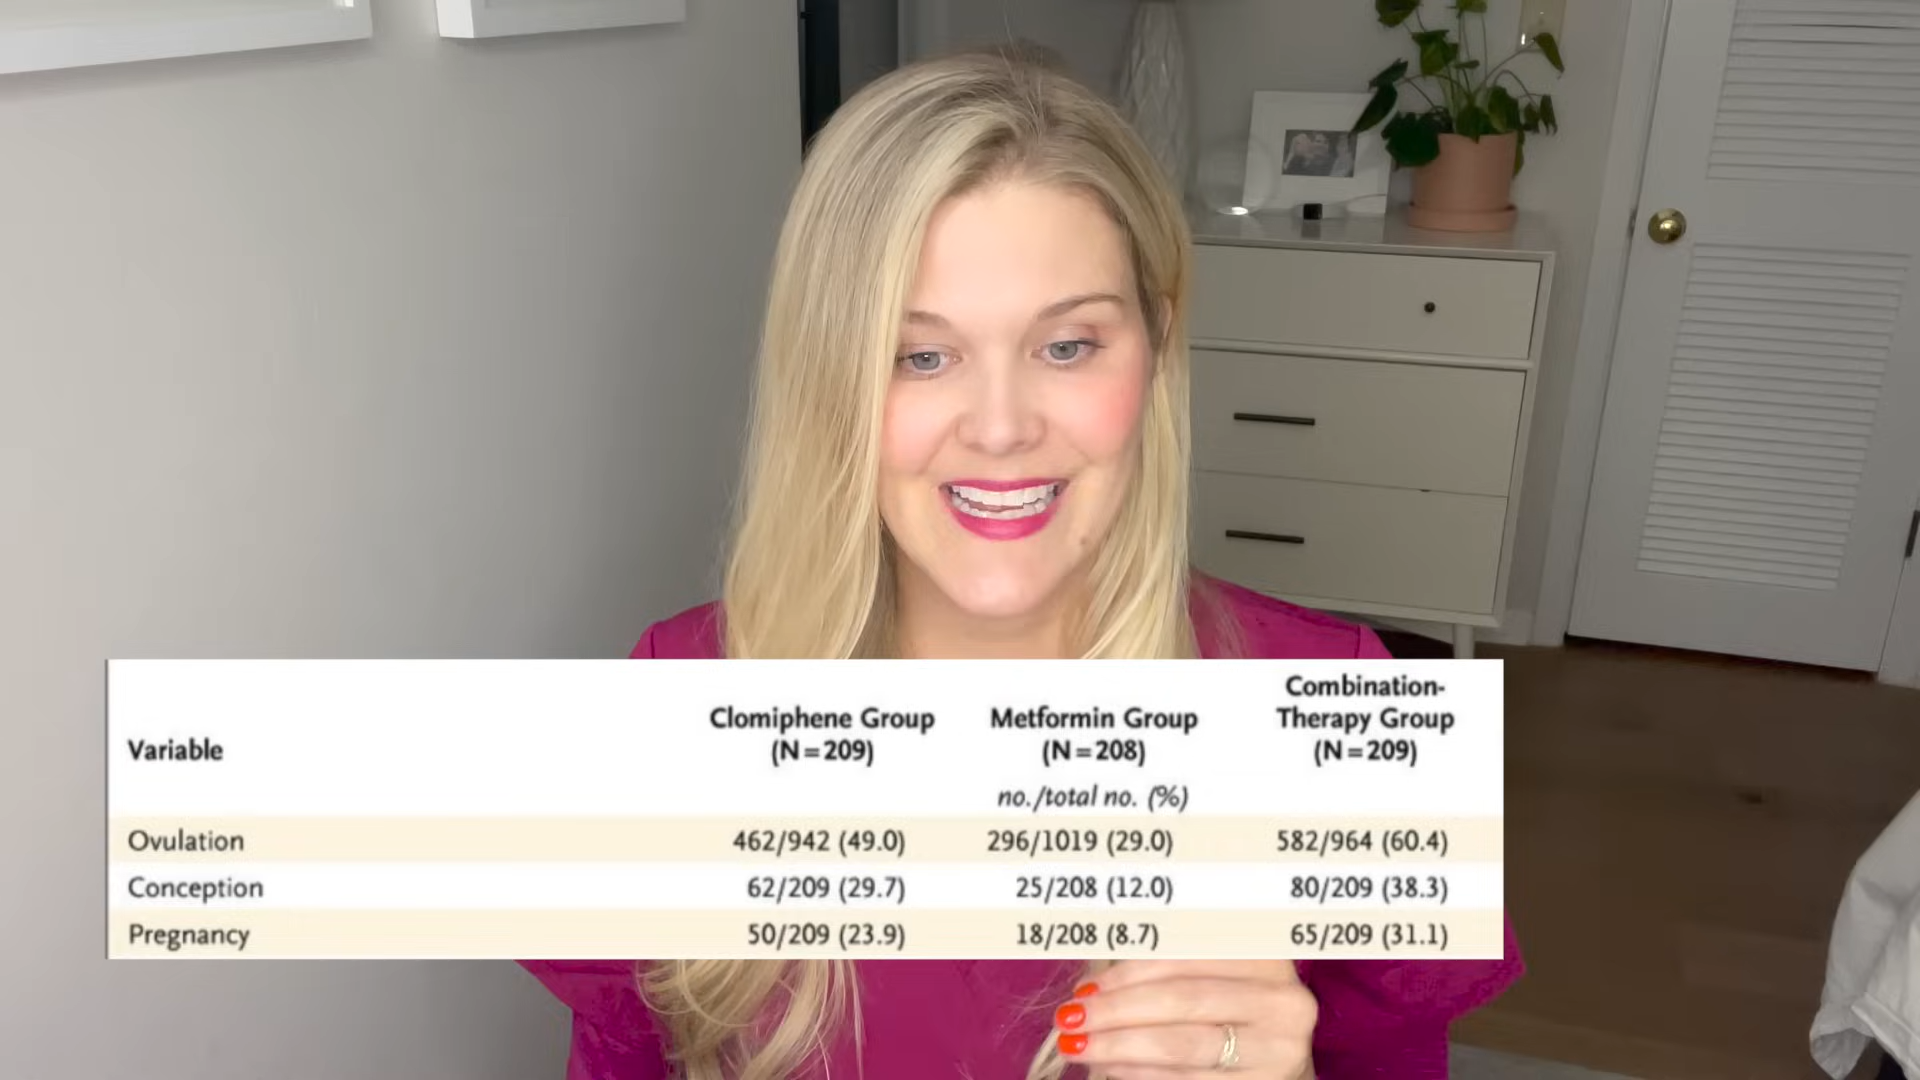 Variable Clomiphene Group (N=209) Metformin Group (N=208) Combination-Therapy Group (N=209)
no./total no. (%)
Ovulation 462/942 (49.0) 296/1019 (29.0) 582/964 (60.4)
Conception 62/209 (29.7) 25/208 (12.0) 80/209 (38.3)
Pregnancy 50/209 (23.9) 18/208 (8.7) 65/209 (31.1)